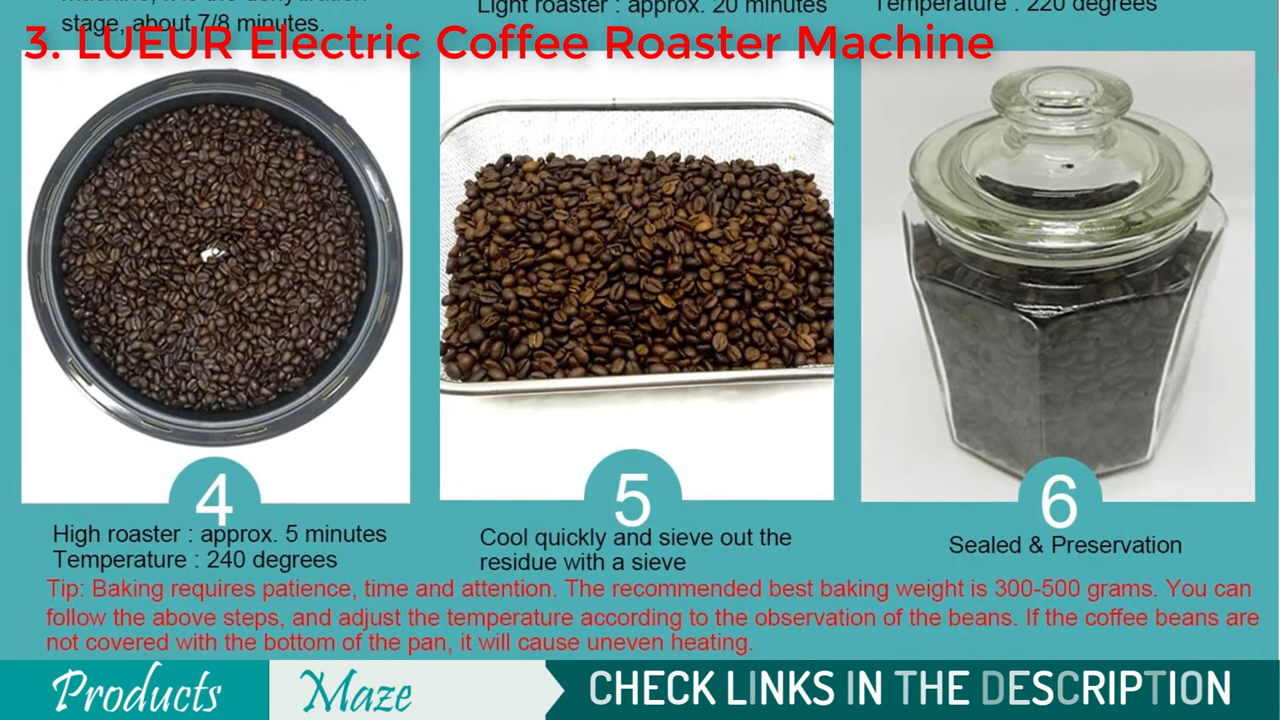 stage, about 7/8 minutes.
Light roaster : approx. 20 minutes
Temperature : 220 degrees
3. LUEUR Electric Coffee Roaster Machine
4
High roaster : approx. 5 minutes
Temperature : 240 degrees
5
Cool quickly and sieve out the
residue with a sieve
6
Sealed & Preservation
Tip: Baking requires patience, time and attention. The recommended best baking weight is 300-500 grams. You can
follow the above steps, and adjust the temperature according to the observation of the beans. If the coffee beans are
not covered with the bottom of the pan, it will cause uneven heating.
Products Maze
CHECK LINKS IN THE DESCRIPTION